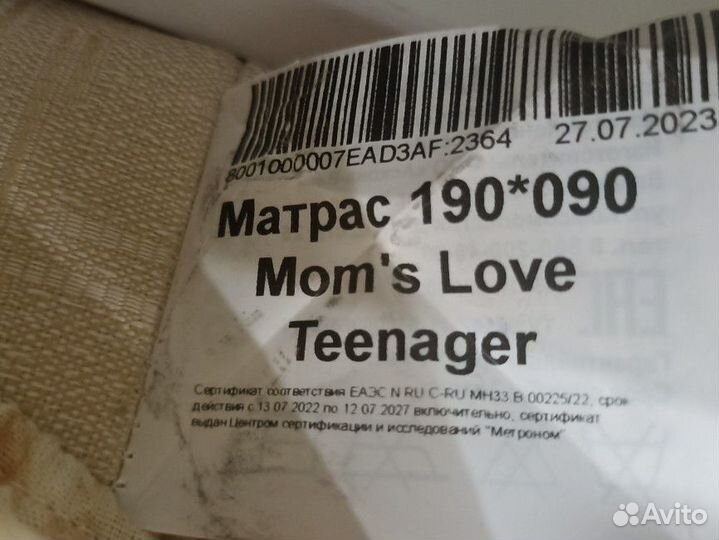 8001000007EAD3AF:2364 27.07.2023
Матрас 190*090
Mom's Love
Teenager
Сертификат соответствия ЕАЭС N RU С-RU МН33 В 00225/22, срок
действия с 13 07 2022 по 12 07 2027 включительно, сертификат
выдан Центром сертификации и исследований "Метроном"
Avito